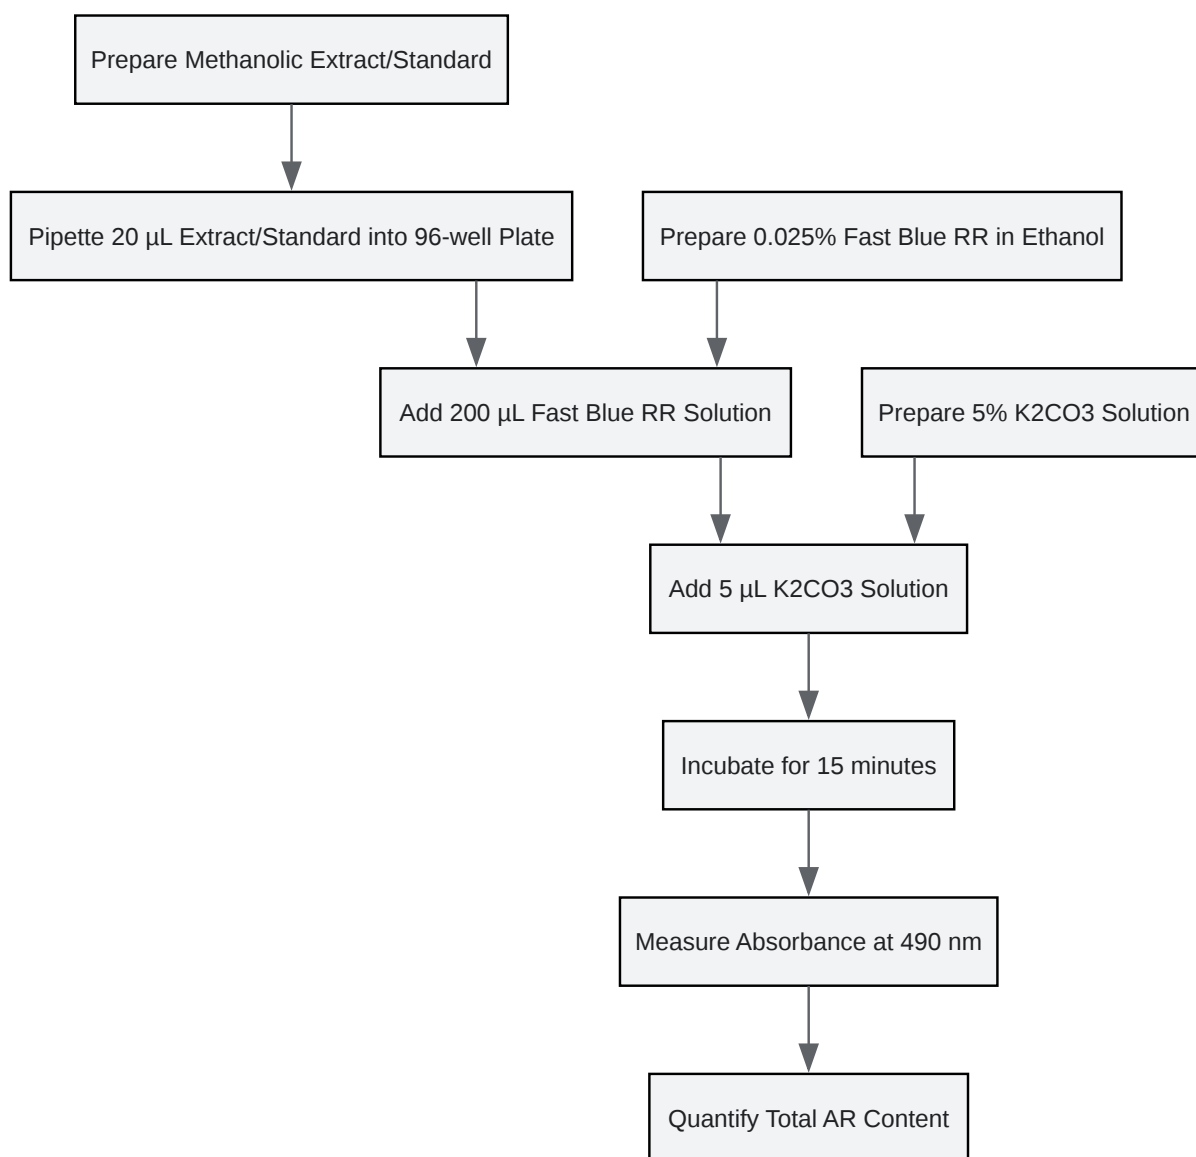 Prepare Methanolic Extract/Standard
Pipette 20 µL Extract/Standard into 96-well Plate
Prepare 0.025% Fast Blue RR in Ethanol
Add 200 µL Fast Blue RR Solution
Prepare 5% K2CO3 Solution
Add 5 µL K2CO3 Solution
Incubate for 15 minutes
Measure Absorbance at 490 nm
Quantify Total AR Content